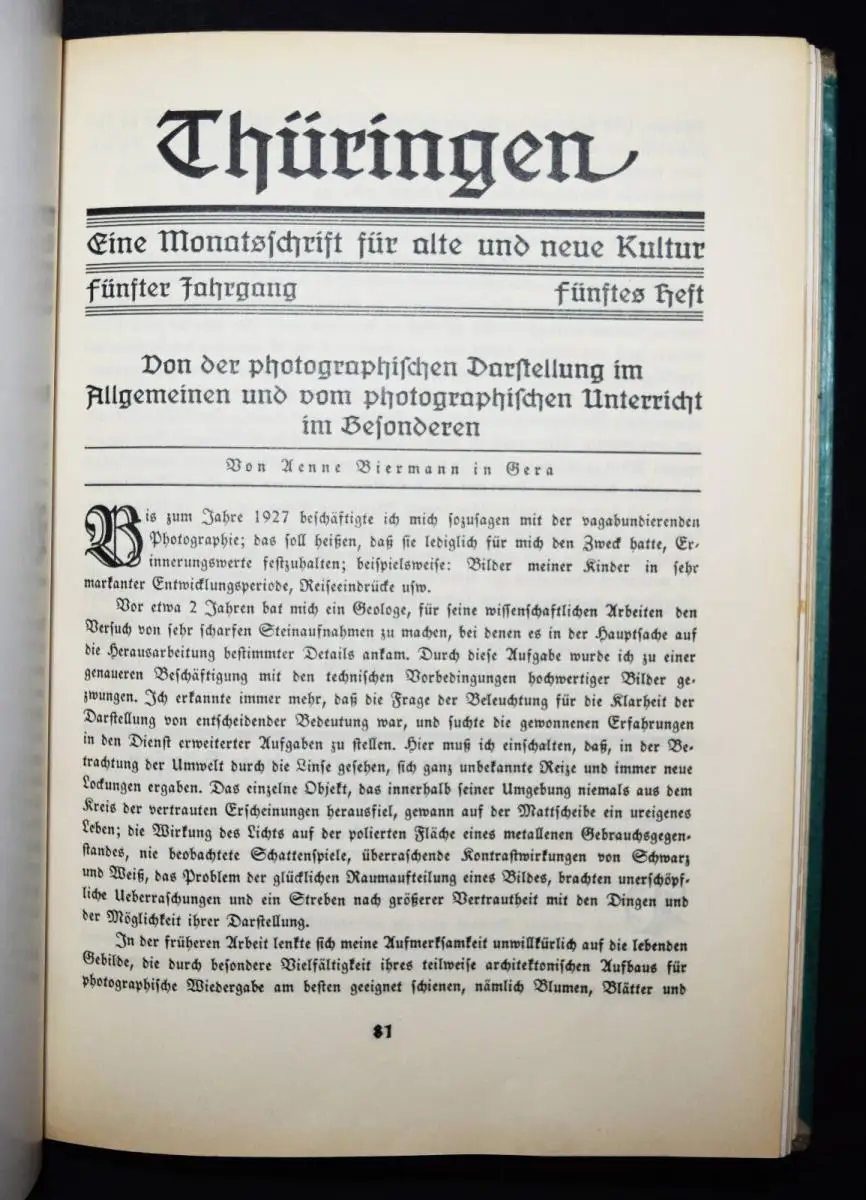 Thüringen
Eine Monatsschrift für alte und neue Kultur
Fünfter Jahrgang Fünftes Heft
Von der photographischen Darstellung im
Allgemeinen und vom photographischen Unterricht
im Besonderen
Von Aenne Biermann in Gera
Bis zum Jahre 1927 beschäftigte ich mich sozusagen mit der vagabundierenden
Photographie; das soll heißen, daß sie lediglich für mich den Zweck hatte, Er-
innerungswerte festzuhalten; beispielsweise: Bilder meiner Kinder in sehr
markanter Entwicklungsperiode, Reiseeindrücke usw.
Vor etwa 2 Jahren bat mich ein Geologe, für seine wissenschaftlichen Arbeiten den
Versuch von sehr scharfen Steinaufnahmen zu machen, bei denen es in der Hauptsache auf
die Herausarbeitung bestimmter Details ankam. Durch diese Aufgabe wurde ich zu einer
genaueren Beschäftigung mit den technischen Vorbedingungen hochwertiger Bilder ge-
zwungen. Ich erkannte immer mehr, daß die Frage der Beleuchtung für die Klarheit der
Darstellung von entscheidender Bedeutung war, und suchte die gewonnenen Erfahrungen
in den Dienst erweiterter Aufgaben zu stellen. Hier muß ich einschalten, daß, in der Be-
trachtung der Umwelt durch die Linse gesehen, sich ganz unbekannte Reize und immer neue
Lockungen ergaben. Das einzelne Objekt, das innerhalb seiner Umgebung niemals aus dem
Kreis der vertrauten Erscheinungen herausfiel, gewann auf der Mattscheibe ein ureigenes
Leben; die Wirkung des Lichts auf der polierten Fläche eines metallenen Gebrauchsgegen-
standes, nie beobachtete Schattenspiele, überraschende Kontrastwirkungen von Schwarz
und Weiß, das Problem der glücklichen Raumaufteilung eines Bildes, brachten unerschöpf-
liche Ueberraschungen und ein Streben nach größerer Vertrautheit mit den Dingen und
der Möglichkeit ihrer Darstellung.
In der früheren Arbeit lenkte sich meine Aufmerksamkeit unwillkürlich auf die lebenden
Gebilde, die durch besondere Vielfältigkeit ihres teilweise architektonischen Aufbaus für
photographische Wiedergabe am besten geeignet schienen, nämlich Blumen, Blätter und
81